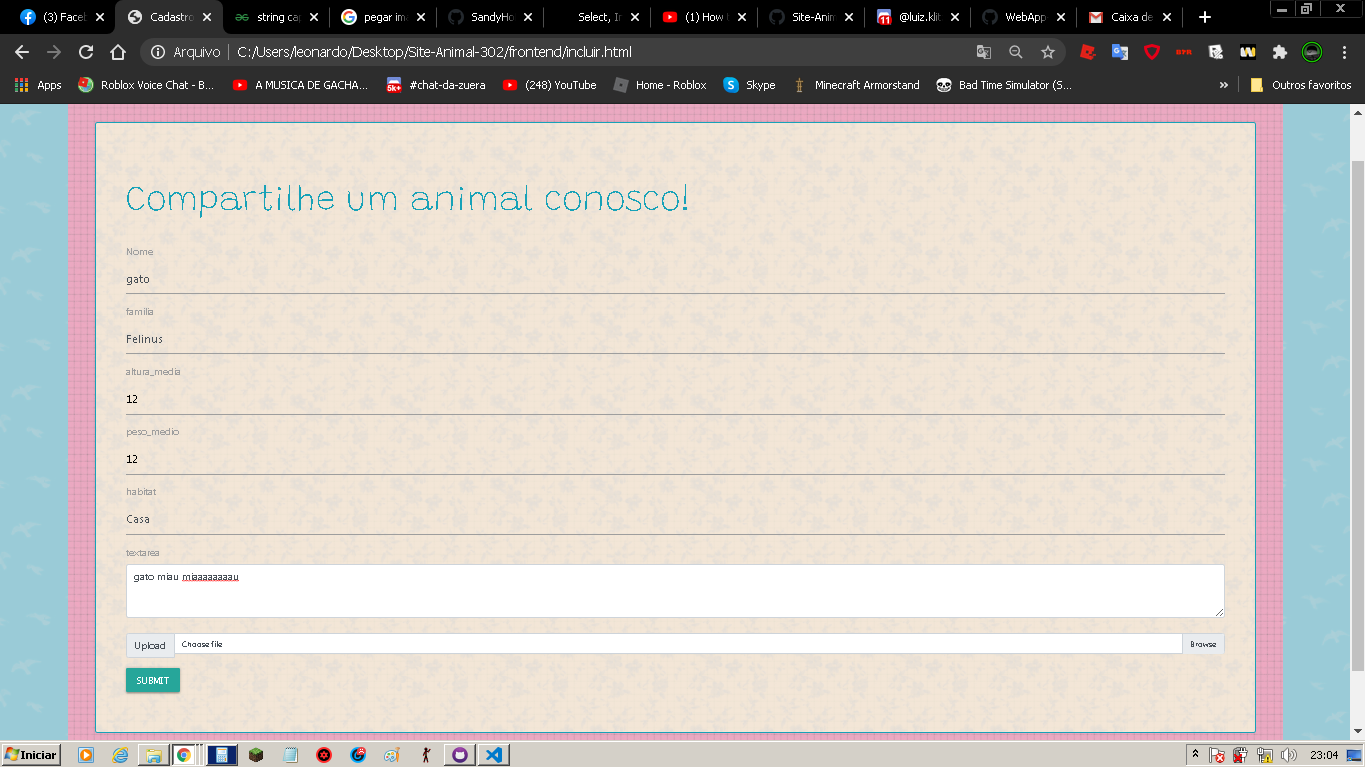 (3) Faceb
Cadastro
string cap
pegar im
SandyHo
Select, In
(1) How t
Site-Anim
@luiz.klit
WebApp
Caixa de
Arquivo
C:/Users/leonardo/Desktop/Site-Animal-302/frontend/incluir.html
Apps
Roblox Voice Chat - B...
A MUSICA DE GACHA...
#chat-da-zuera
(248) YouTube
Home - Roblox
Skype
Minecraft Armorstand
Bad Time Simulator (S...
»
Outros favoritos
Compartilhe um animal conosco!
Nome
gato
familia
Felinus
altura_media
12
peso_medio
12
habitat
Casa
textarea
gato miau miaaaaaaaau
Upload
Choose file
Browse
SUBMIT
Iniciar
23:04